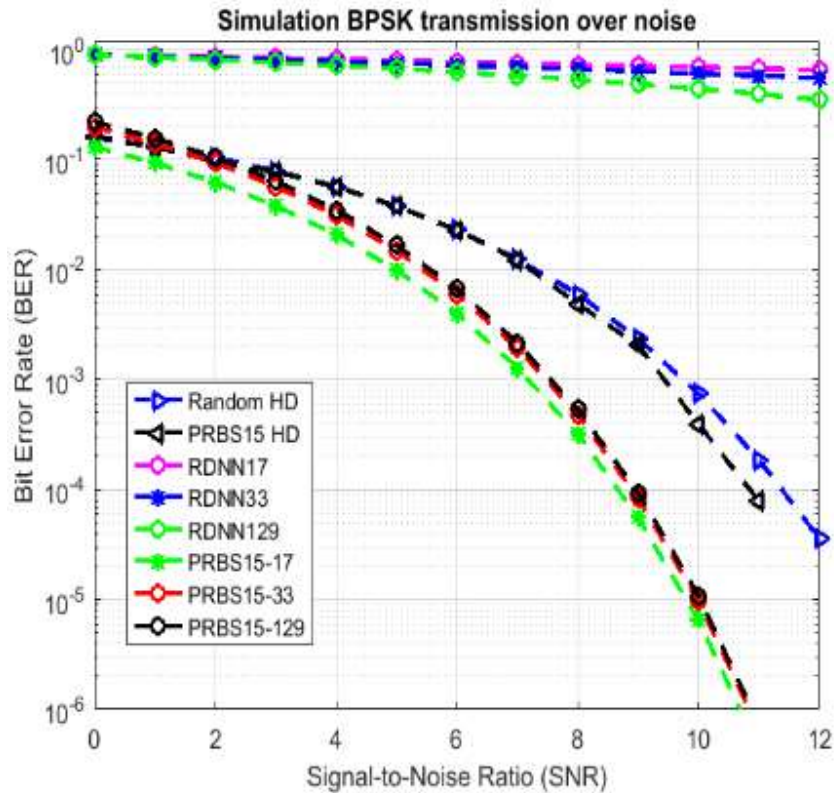 Simulation BPSK transmission over noise
10^0
10^-1
10^-2
10^-3
10^-4
10^-5
10^-6
Bit Error Rate (BER)
Random HD
PRBS15 HD
RDNN17
RDNN33
RDNN129
PRBS15-17
PRBS15-33
PRBS15-129
0 2 4 6 8 10 12
Signal-to-Noise Ratio (SNR)